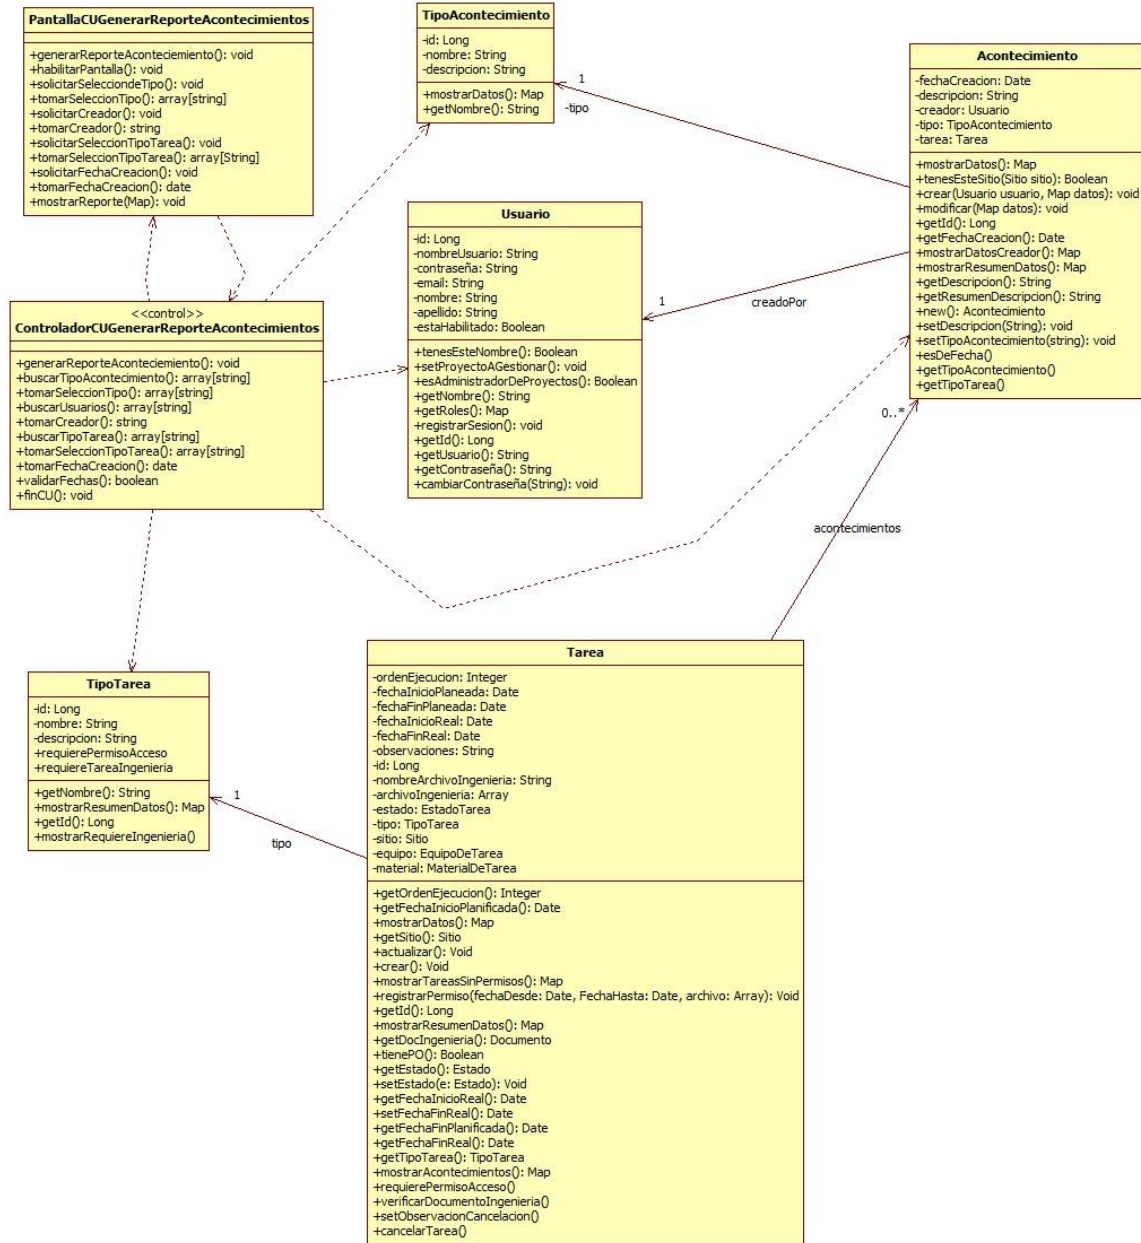 PantallaCUGenerarReporteAcontecimientos
+generarReporteAconteciemiento(): void
+habilitarPantalla(): void
+solicitarSelecciondeTipo(): void
+tomarSeleccionTipo(): array[string]
+solicitarCreador(): void
+tomarCreador(): string
+solicitarSeleccionTipoTarea(): void
+tomarSeleccionTipoTarea(): array[String]
+solicitarFechaCreacion(): void
+tomarFechaCreacion(): date
+mostrarReporte(Map): void
TipoAcontecimiento
-id: Long
-nombre: String
-descripcion: String
+mostrarDatos(): Map
+getNombre(): String
1
-tipo
Acontecimiento
-fechaCreacion: Date
-descripcion: String
-creador: Usuario
-tipo: TipoAcontecimiento
-tarea: Tarea
+mostrarDatos(): Map
+tenesEsteSitio(Sitio sitio): Boolean
+crear(Usuario usuario, Map datos): void
+modificar(Map datos): void
+getId(): Long
+getFechaCreacion(): Date
+mostrarDatosCreador(): Map
+mostrarResumenDatos(): Map
+getDescripcion(): String
+getResumenDescripcion(): String
+new(): Acontecimiento
+setDescripcion(String): void
+setTipoAcontecimiento(string): void
+esDeFecha()
+getTipoAcontecimiento()
+getTipoTarea()
0..*
Usuario
-id: Long
-nombreUsuario: String
-contraseña: String
-email: String
-nombre: String
-apellido: String
-estaHabilitado: Boolean
+tenesEsteNombre(): Boolean
+setProyectoAGestionar(): void
+esAdministradorDeProyectos(): Boolean
+getNombre(): String
+getRoles(): Map
+registrarSesion(): void
+getId(): Long
+getUsuario(): String
+getContraseña(): String
+cambiarContraseña(String): void
1
creadoPor
<<control>>
ControladorCUGenerarReporteAcontecimientos
+generarReporteAconteciemiento(): void
+buscarTipoAcontecimiento(): array[string]
+tomarSeleccionTipo(): array[string]
+buscarUsuarios(): array[string]
+tomarCreador(): string
+buscarTipoTarea(): array[string]
+tomarSeleccionTipoTarea(): array[string]
+tomarFechaCreacion(): date
+validarFechas(): boolean
+finCU(): void
acontecimientos
TipoTarea
-id: Long
-nombre: String
-descripcion: String
+requierePermisoAcceso
+requiereTareaIngenieria
+getNombre(): String
+mostrarResumenDatos(): Map
+getId(): Long
+mostrarRequiereIngenieria()
1
tipo
Tarea
-ordenEjecucion: Integer
-fechaInicioPlaneada: Date
-fechaFinPlaneada: Date
-fechaInicioReal: Date
-fechaFinReal: Date
-observaciones: String
-id: Long
-nombreArchivoIngenieria: String
-archivoIngenieria: Array
-estado: EstadoTarea
-tipo: TipoTarea
-sitio: Sitio
-equipo: EquipoDeTarea
-material: MaterialDeTarea
+getOrdenEjecucion(): Integer
+getFechaInicioPlanificada(): Date
+mostrarDatos(): Map
+getSitio(): Sitio
+actualizar(): Void
+crear(): Void
+mostrarTareasSinPermisos(): Map
+registrarPermiso(fechaDesde: Date, FechaHasta: Date, archivo: Array): Void
+getId(): Long
+mostrarResumenDatos(): Map
+getDocIngenieria(): Documento
+tienePO(): Boolean
+getEstado(): Estado
+setEstado(e: Estado): Void
+getFechaInicioReal(): Date
+setFechaFinReal(): Date
+getFechaFinPlanificada(): Date
+getFechaFinReal(): Date
+getTipoTarea(): TipoTarea
+mostrarAcontecimientos(): Map
+requierePermisoAcceso()
+verificarDocumentoIngenieria()
+setObservacionCancelacion()
+cancelarTarea()